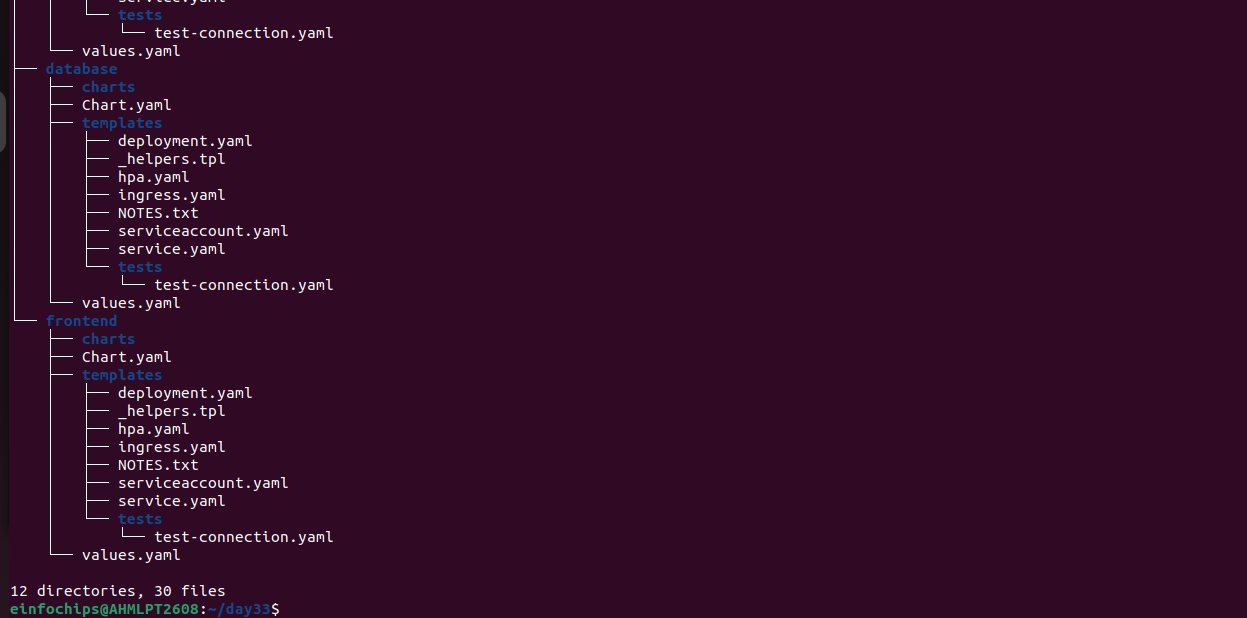 service.yaml
tests
test-connection.yaml
values.yaml
database
charts
Chart.yaml
templates
deployment.yaml
_helpers.tpl
hpa.yaml
ingress.yaml
NOTES.txt
serviceaccount.yaml
service.yaml
tests
test-connection.yaml
values.yaml
frontend
charts
Chart.yaml
templates
deployment.yaml
_helpers.tpl
hpa.yaml
ingress.yaml
NOTES.txt
serviceaccount.yaml
service.yaml
tests
test-connection.yaml
values.yaml
12 directories, 30 files
einfochips@AHMLPT2608:~/day33$